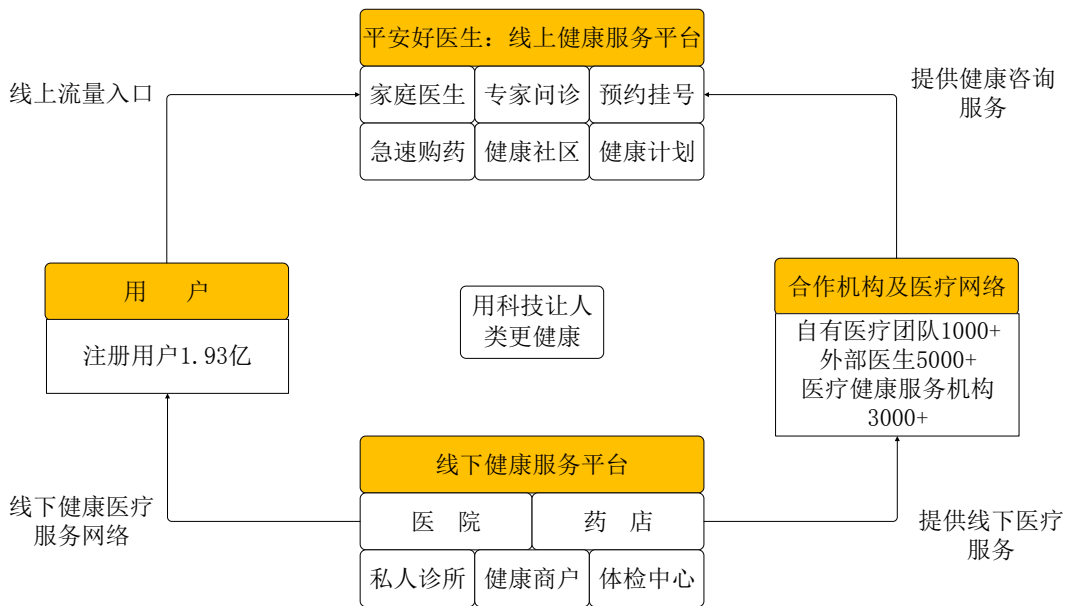 平安好医生：线上健康服务平台
家庭医生 专家问诊 预约挂号
急速购药 健康社区 健康计划
线上流量入口
提供健康咨询
服务
用 户
注册用户1.93亿
用科技让人
类更健康
合作机构及医疗网络
自有医疗团队1000+
外部医生5000+
医疗健康服务机构
3000+
线下健康服务平台
医 院 药 店
私人诊所 健康商户 体检中心
线下健康医疗
服务网络
提供线下医疗
服务